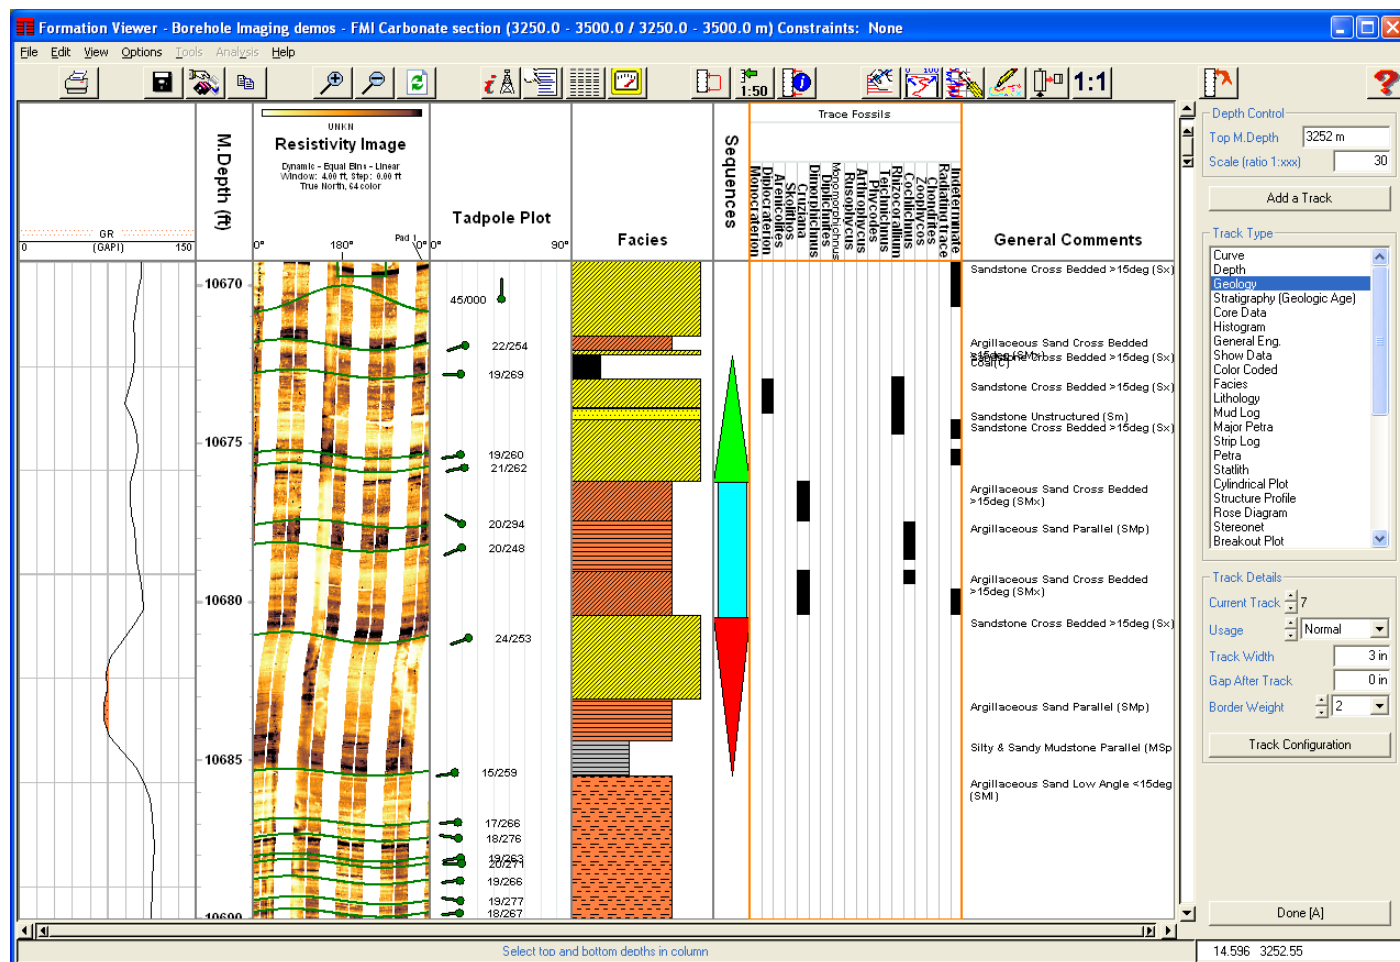 Formation Viewer - Borehole Imaging demos - FMI Carbonate section (3250.0 - 3500.0 / 3250.0 - 3500.0 m) Constraints: None
File Edit View Options Tools Analysis Help
1:50
0 100
1:1
M.Depth (ft)
UNKN
Resistivity Image
Dynamic - Equal Bins - Linear
Window: 4.00 ft, Step: 0.00 ft
True North, 64 color
Pad 1
0° 180° 0°
Tadpole Plot
0° 90°
Facies
Sequences
Trace Fossils
Monocraterion
Diplocraterion
Arenicolites
Skolithos
Cruziana
Dimorphichnus
Diplichnites
Monomorphichnus
Rusophycus
Arthrophycus
Phycodes
Teichichnus
Rhizocorallium
Cochlichnus
Zoophycos
Chondrites
Radiating trace
Indeterminate
General Comments
GR
0 (GAPI) 150
10670
10675
10680
10685
10690
45/000
22/254
19/269
19/260
21/262
20/294
20/248
24/253
15/259
17/266
18/276
19/263
20/271
19/266
19/277
18/267
Sandstone Cross Bedded >15deg (Sx)
Argillaceous Sand Cross Bedded
>15deg (SMx)
Sandstone Cross Bedded >15deg (Sx)
Coal(C)
Sandstone Cross Bedded >15deg (Sx)
Sandstone Unstructured (Sm)
Sandstone Cross Bedded >15deg (Sx)
Argillaceous Sand Cross Bedded
>15deg (SMx)
Argillaceous Sand Parallel (SMp)
Argillaceous Sand Cross Bedded
>15deg (SMx)
Sandstone Cross Bedded >15deg (Sx)
Argillaceous Sand Parallel (SMp)
Silty & Sandy Mudstone Parallel (MSp
Argillaceous Sand Low Angle <15deg
(SMl)
Depth Control
Top M.Depth 3252 m
Scale (ratio 1:xxx) 30
Add a Track
Track Type
Curve
Depth
Geology
Stratigraphy (Geologic Age)
Core Data
Histogram
General Eng.
Show Data
Color Coded
Facies
Lithology
Mud Log
Major Petra
Strip Log
Petra
Statlith
Cylindrical Plot
Structure Profile
Rose Diagram
Stereonet
Breakout Plot
Track Details
Current Track 7
Usage Normal
Track Width 3 in
Gap After Track 0 in
Border Weight 2
Track Configuration
Done [A]
Select top and bottom depths in column
14.596 3252.55